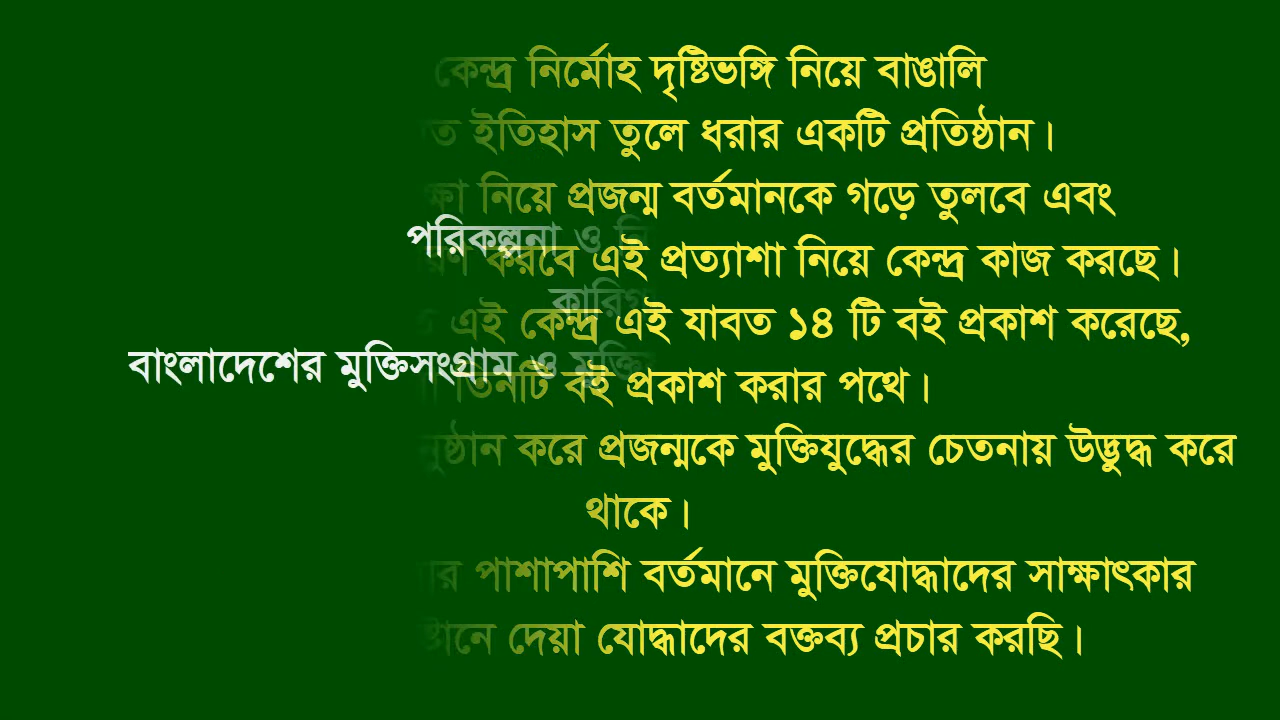 কেন্দ্র নির্মোহ দৃষ্টিভঙ্গি নিয়ে বাঙালি
ইতিহাস তুলে ধরার একটি প্রতিষ্ঠান।
নিয়ে প্রজন্ম বর্তমানকে গড়ে তুলবে এবং
পরিকল্পনা ও
করবে এই প্রত্যাশা নিয়ে কেন্দ্র কাজ করছে।
এই কেন্দ্র এই যাবত ১৪ টি বই প্রকাশ করেছে,
বাংলাদেশের মুক্তিসংগ্রাম ও
তিনটি বই প্রকাশ করার পথে।
করে প্রজন্মকে মুক্তিযুদ্ধের চেতনায় উদ্বুদ্ধ করে
থাকে।
পাশাপাশি বর্তমানে মুক্তিযোদ্ধাদের সাক্ষাৎকার
দেয়া যোদ্ধাদের বক্তব্য প্রচার করছি।